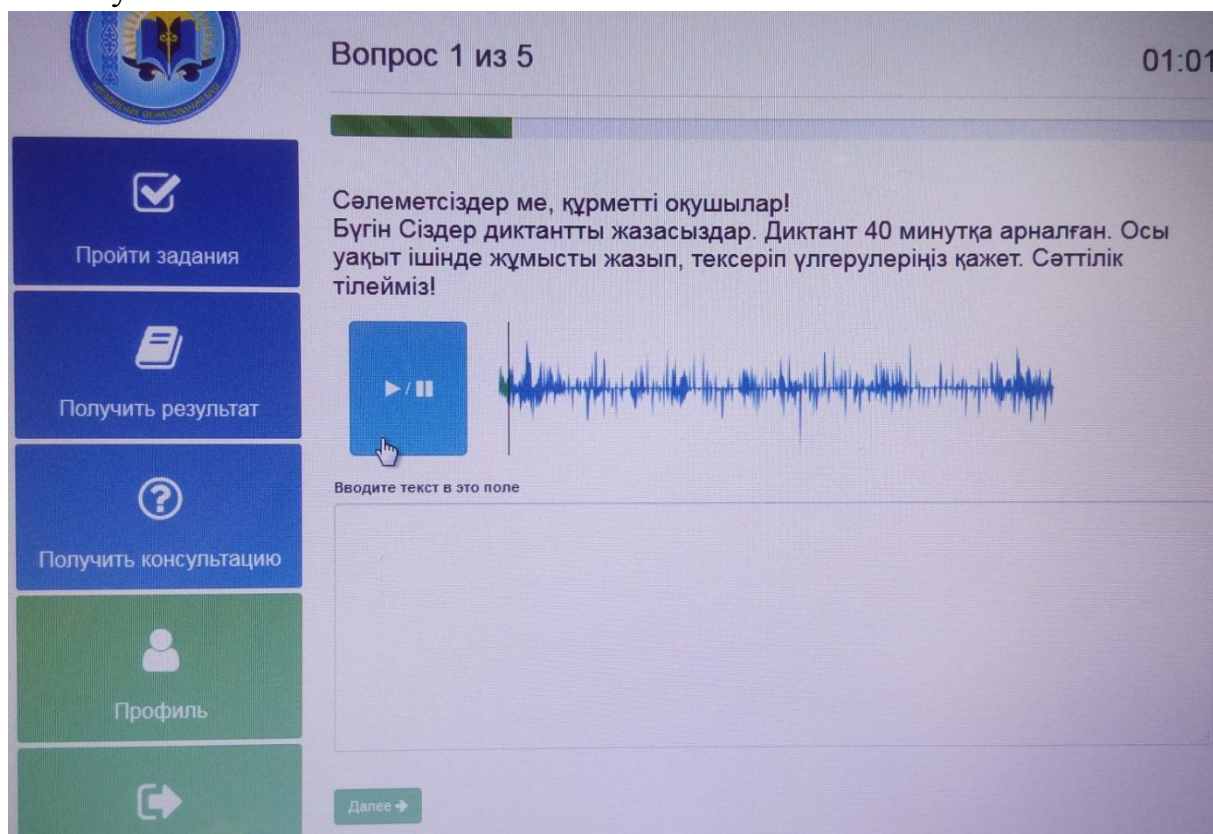 Вопрос 1 из 5
01:01
Сәлеметсіздер ме, құрметті оқушылар!
Бүгін Сіздер диктантты жазасыздар. Диктант 40 минутқа арналған. Осы
уақыт ішінде жұмысты жазып, тексеріп үлгерулеріңіз қажет. Сәттілік
тілейміз!
Пройти задания
Получить результат
Получить консультацию
Профиль
Вводите текст в это поле
Далее